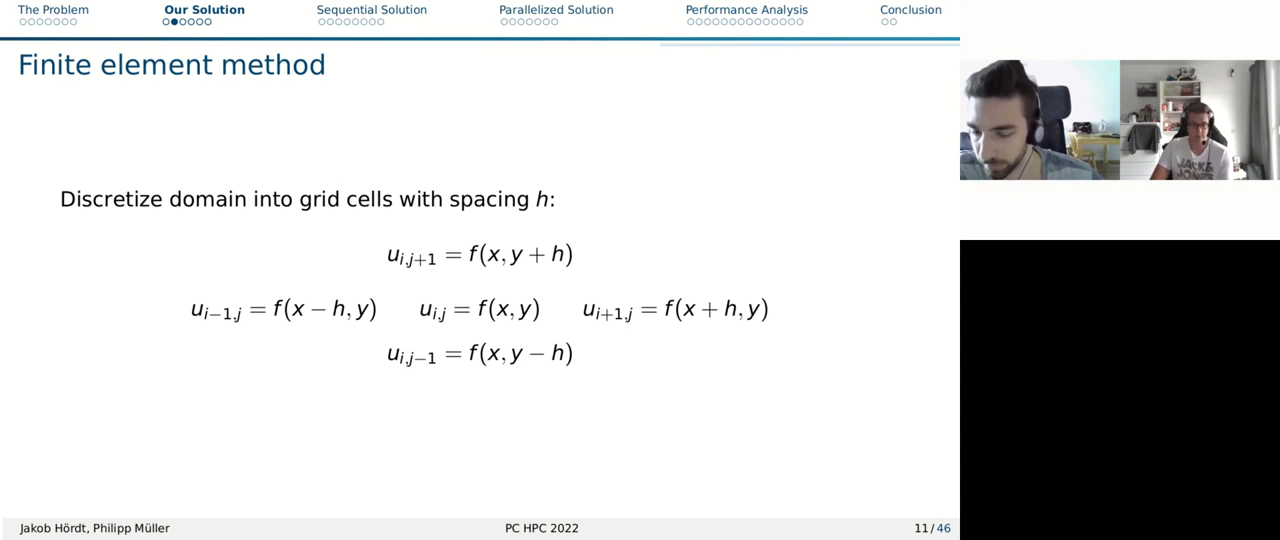 The Problem Our Solution Sequential Solution Parallelized Solution Performance Analysis Conclusion
Finite element method
Discretize domain into grid cells with spacing h:
u_{i,j+1} = f(x, y + h)
u_{i−1,j} = f(x − h, y) u_{i,j} = f(x, y) u_{i+1,j} = f(x + h, y)
u_{i,j−1} = f(x, y − h)
Jakob Hördt, Philipp Müller PC HPC 2022 11 / 46
JACK & JONES